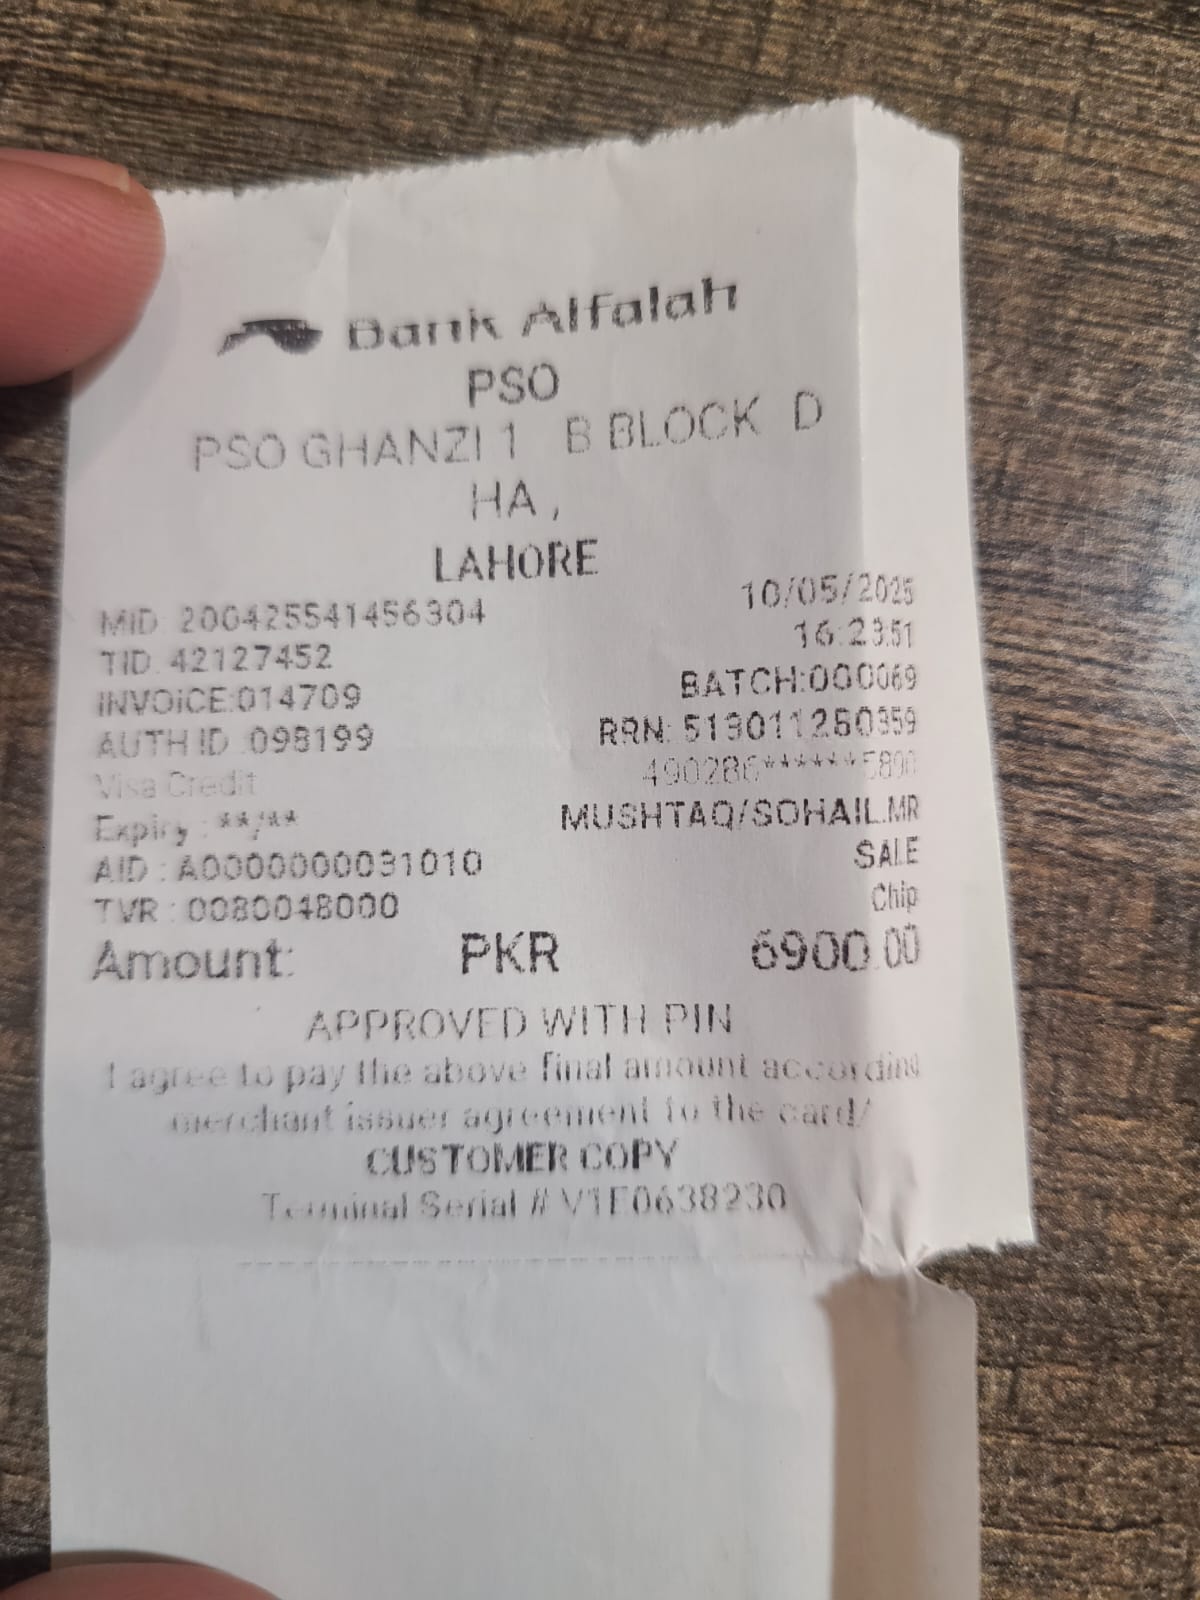 Bank Alfalah
PSO
PSO GHANZI 1 B BLOCK D
HA,
LAHORE
MID: 200425541456304 10/05/2025
TID: 42127452 16:23:51
INVOICE:014709 BATCH:000069
AUTH ID :098199 RRN: 513011260359
Visa Credit 490286******5800
Expiry : **/** MUSHTAQ/SOHAIL.MR
AID : A0000000031010 SALE
TVR : 0080048000 Chip
Amount: PKR 6900.00
APPROVED WITH PIN
I agree to pay the above final amount according
merchant issuer agreement to the card/
CUSTOMER COPY
Terminal Serial # V1E0638230